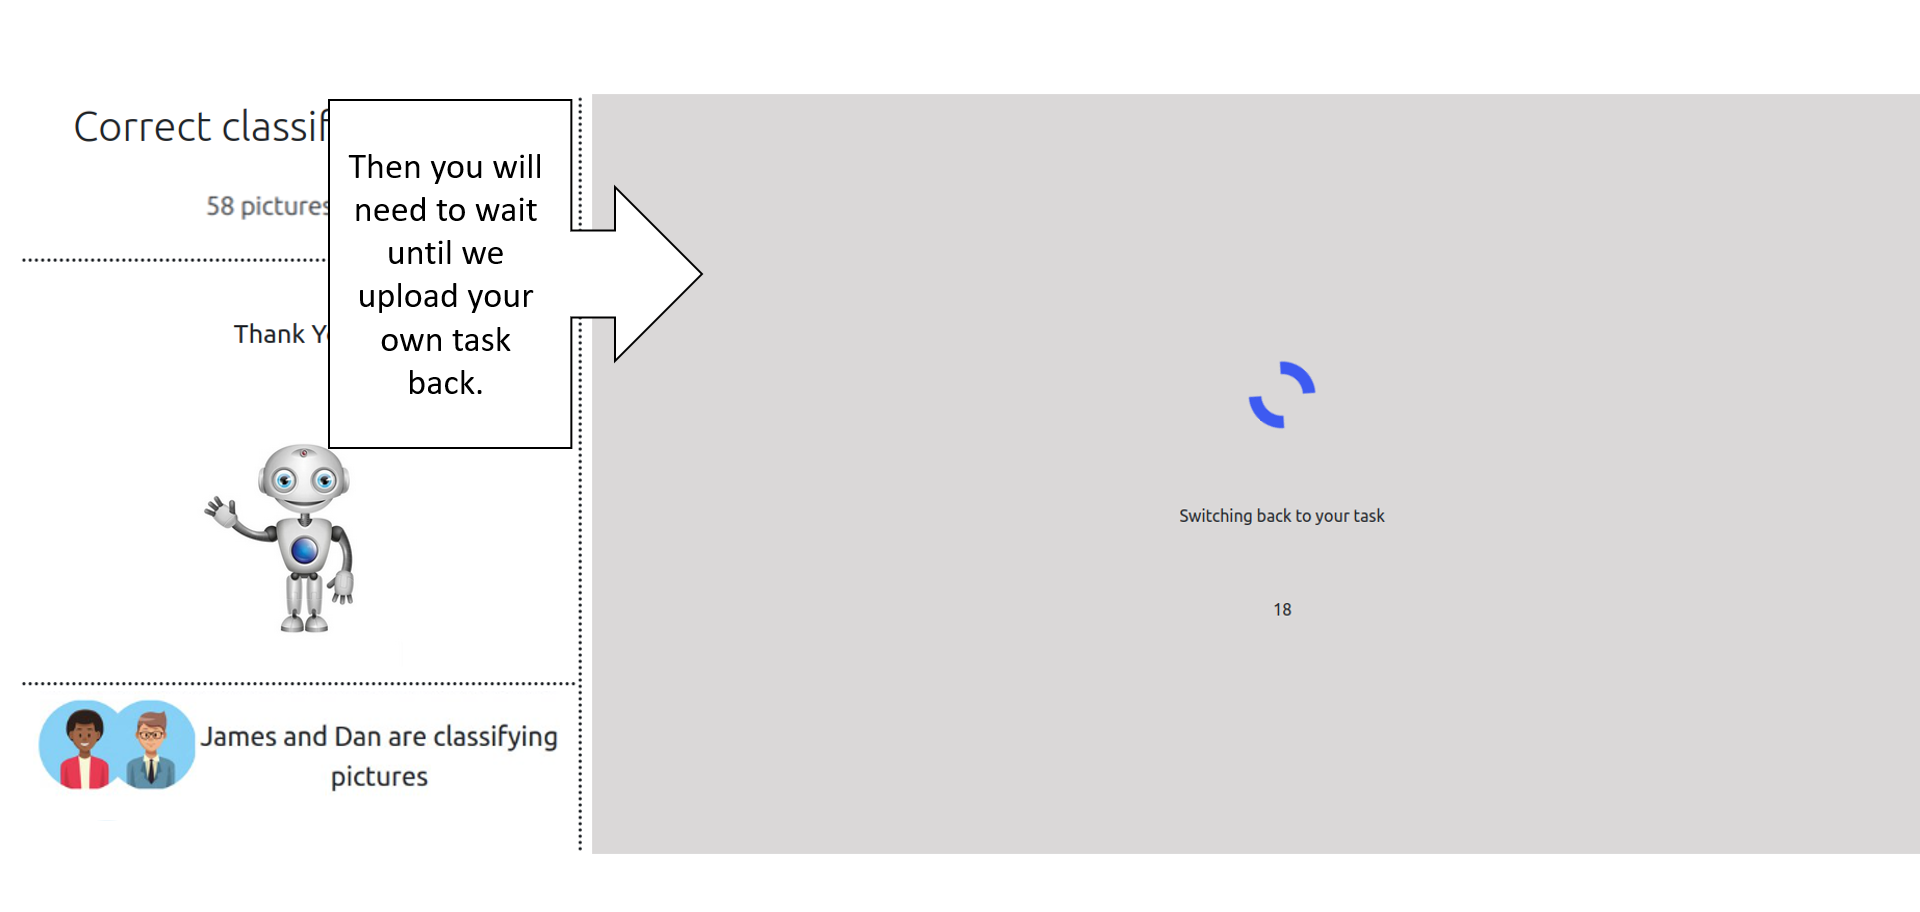 Correct classif
58 pictures
Thank Y
Then you will
need to wait
until we
upload your
own task
back.
James and Dan are classifying
pictures
Switching back to your task
18